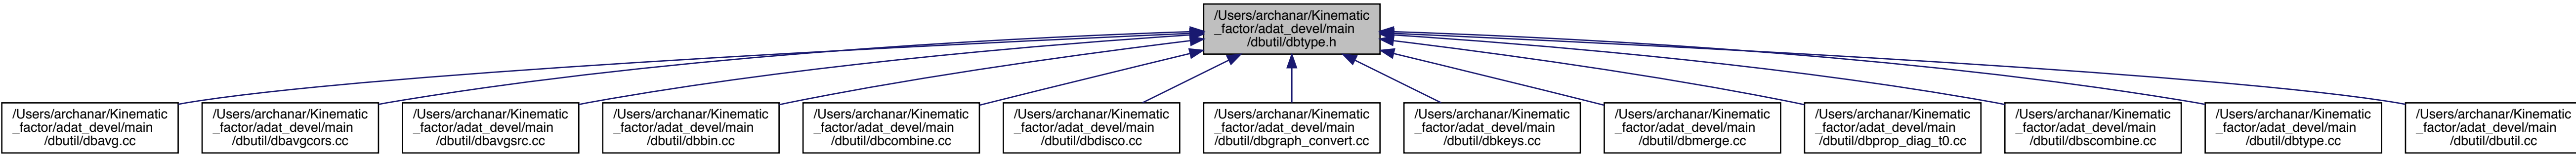 /Users/archanar/Kinematic
_factor/adat_devel/main
/dbutil/dbtype.h
/Users/archanar/Kinematic
_factor/adat_devel/main
/dbutil/dbavg.cc
/Users/archanar/Kinematic
_factor/adat_devel/main
/dbutil/dbavgcors.cc
/Users/archanar/Kinematic
_factor/adat_devel/main
/dbutil/dbavgsrc.cc
/Users/archanar/Kinematic
_factor/adat_devel/main
/dbutil/dbbin.cc
/Users/archanar/Kinematic
_factor/adat_devel/main
/dbutil/dbcombine.cc
/Users/archanar/Kinematic
_factor/adat_devel/main
/dbutil/dbdisco.cc
/Users/archanar/Kinematic
_factor/adat_devel/main
/dbutil/dbgraph_convert.cc
/Users/archanar/Kinematic
_factor/adat_devel/main
/dbutil/dbkeys.cc
/Users/archanar/Kinematic
_factor/adat_devel/main
/dbutil/dbmerge.cc
/Users/archanar/Kinematic
_factor/adat_devel/main
/dbutil/dbprop_diag_t0.cc
/Users/archanar/Kinematic
_factor/adat_devel/main
/dbutil/dbscombine.cc
/Users/archanar/Kinematic
_factor/adat_devel/main
/dbutil/dbtype.cc
/Users/archanar/Kinematic
_factor/adat_devel/main
/dbutil/dbutil.cc